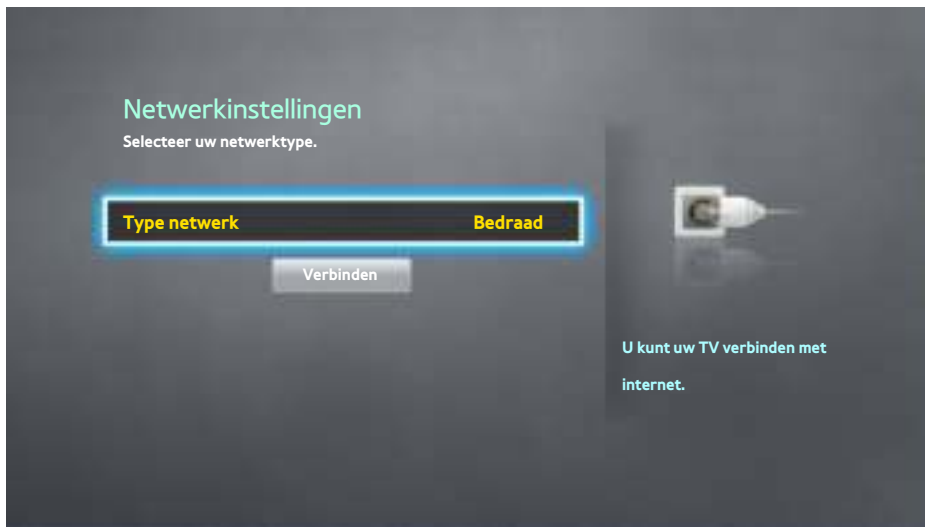 Netwerkinstellingen
Selecteer uw netwerktype.
Type netwerk Bedraad
Verbinden
U kunt uw TV verbinden met
internet.